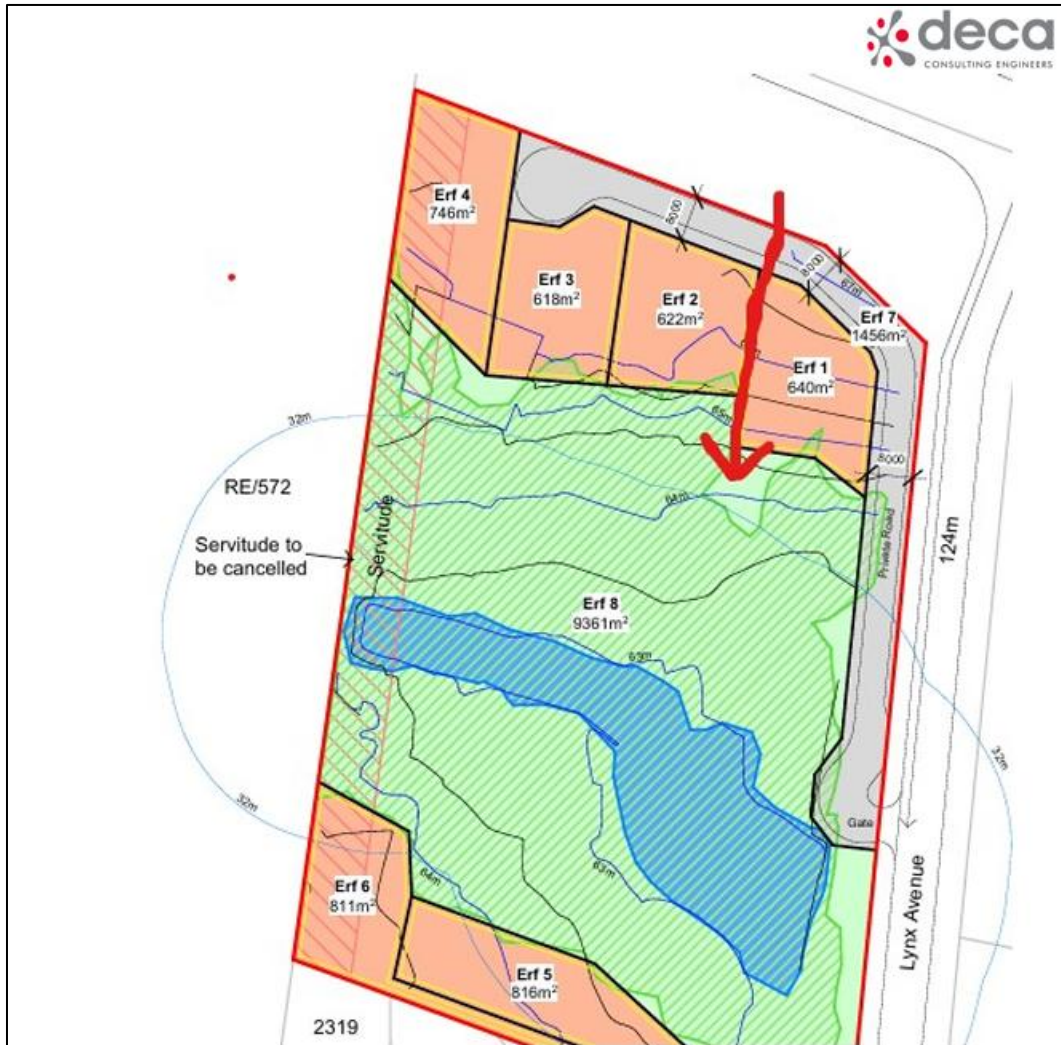 deca
CONSULTING ENGINEERS
Erf 4
746m²
8000
Erf 3
618m²
Erf 2
622m²
8000
67m
Erf 7
1456m²
Erf 1
640m²
65m
8000
32m
RE/572
64m
Servitude
Servitude to
be cancelled
Private Road
124m
Erf 8
9361m²
63m
32m
32m
Gate
63m
64m
Lynx Avenue
Erf 6
811m²
Erf 5
816m²
2319